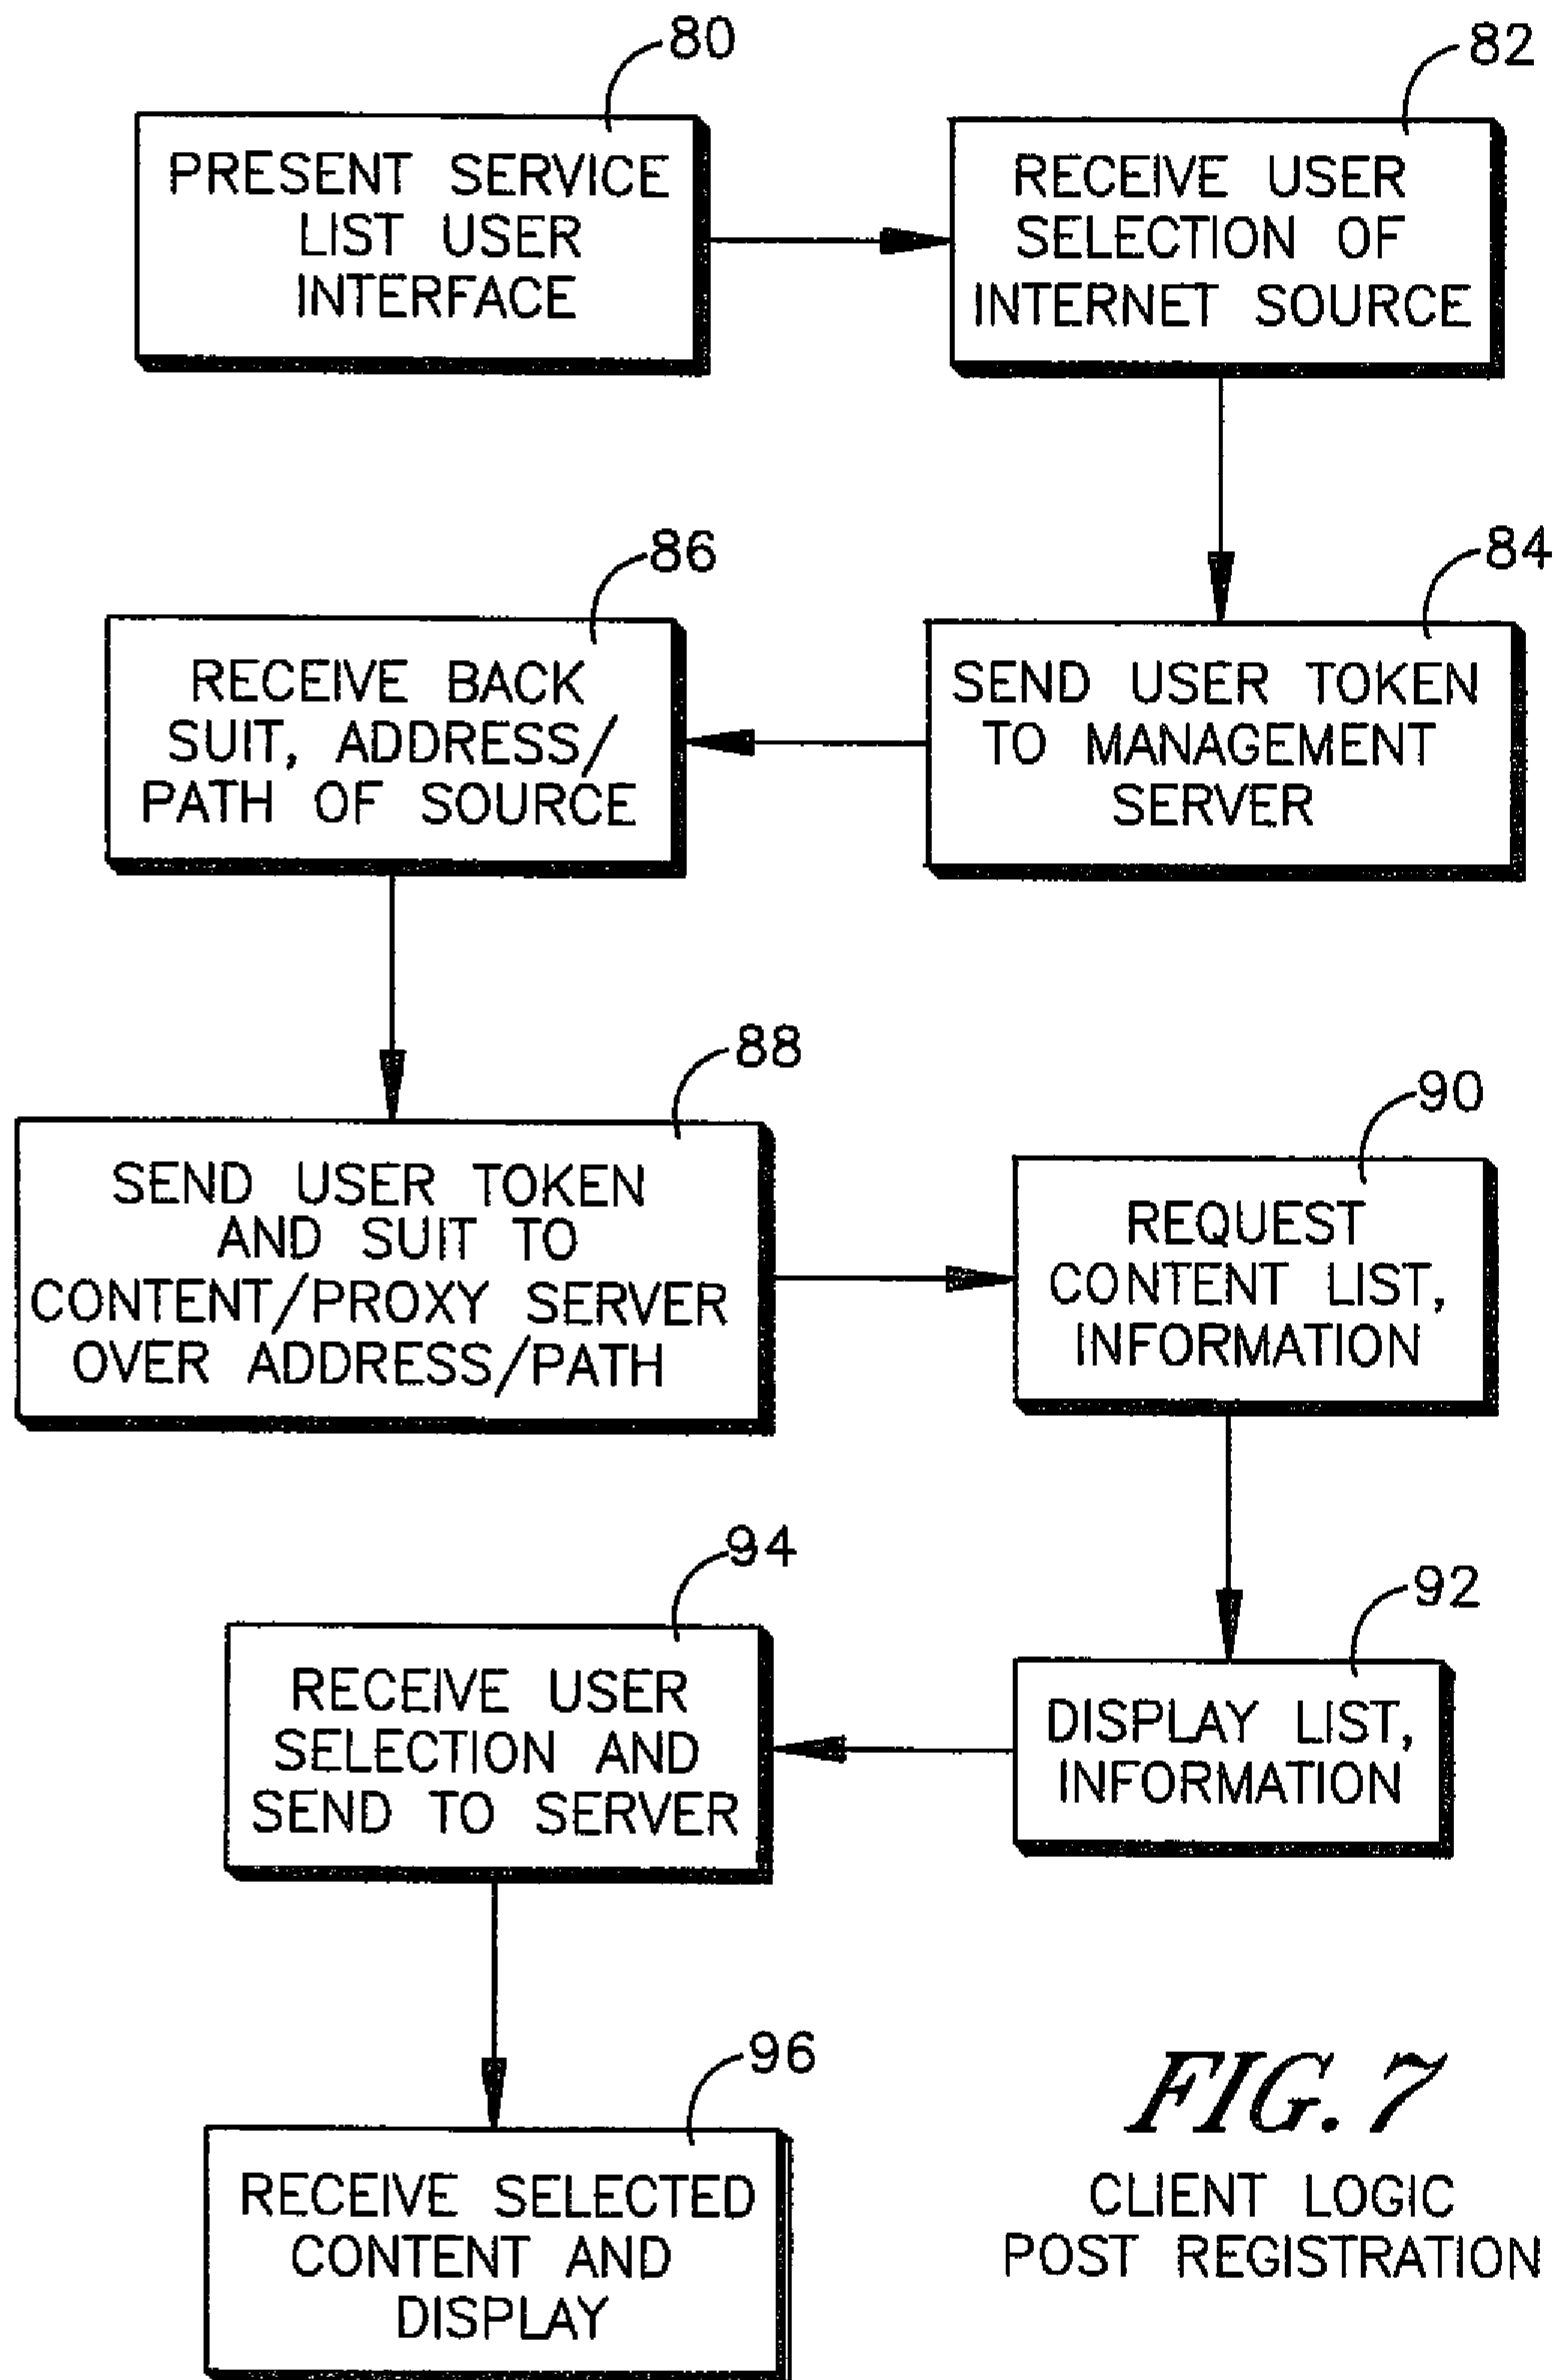 80
PRESENT SERVICE
LIST USER
INTERFACE
82
RECEIVE USER
SELECTION OF
INTERNET SOURCE
84
SEND USER TOKEN
TO MANAGEMENT
SERVER
86
RECEIVE BACK
SUIT, ADDRESS/
PATH OF SOURCE
88
SEND USER TOKEN
AND SUIT TO
CONTENT/PROXY SERVER
OVER ADDRESS/PATH
90
REQUEST
CONTENT LIST,
INFORMATION
92
DISPLAY LIST,
INFORMATION
94
RECEIVE USER
SELECTION AND
SEND TO SERVER
96
RECEIVE SELECTED
CONTENT AND
DISPLAY
FIG. 7
CLIENT LOGIC
POST REGISTRATION